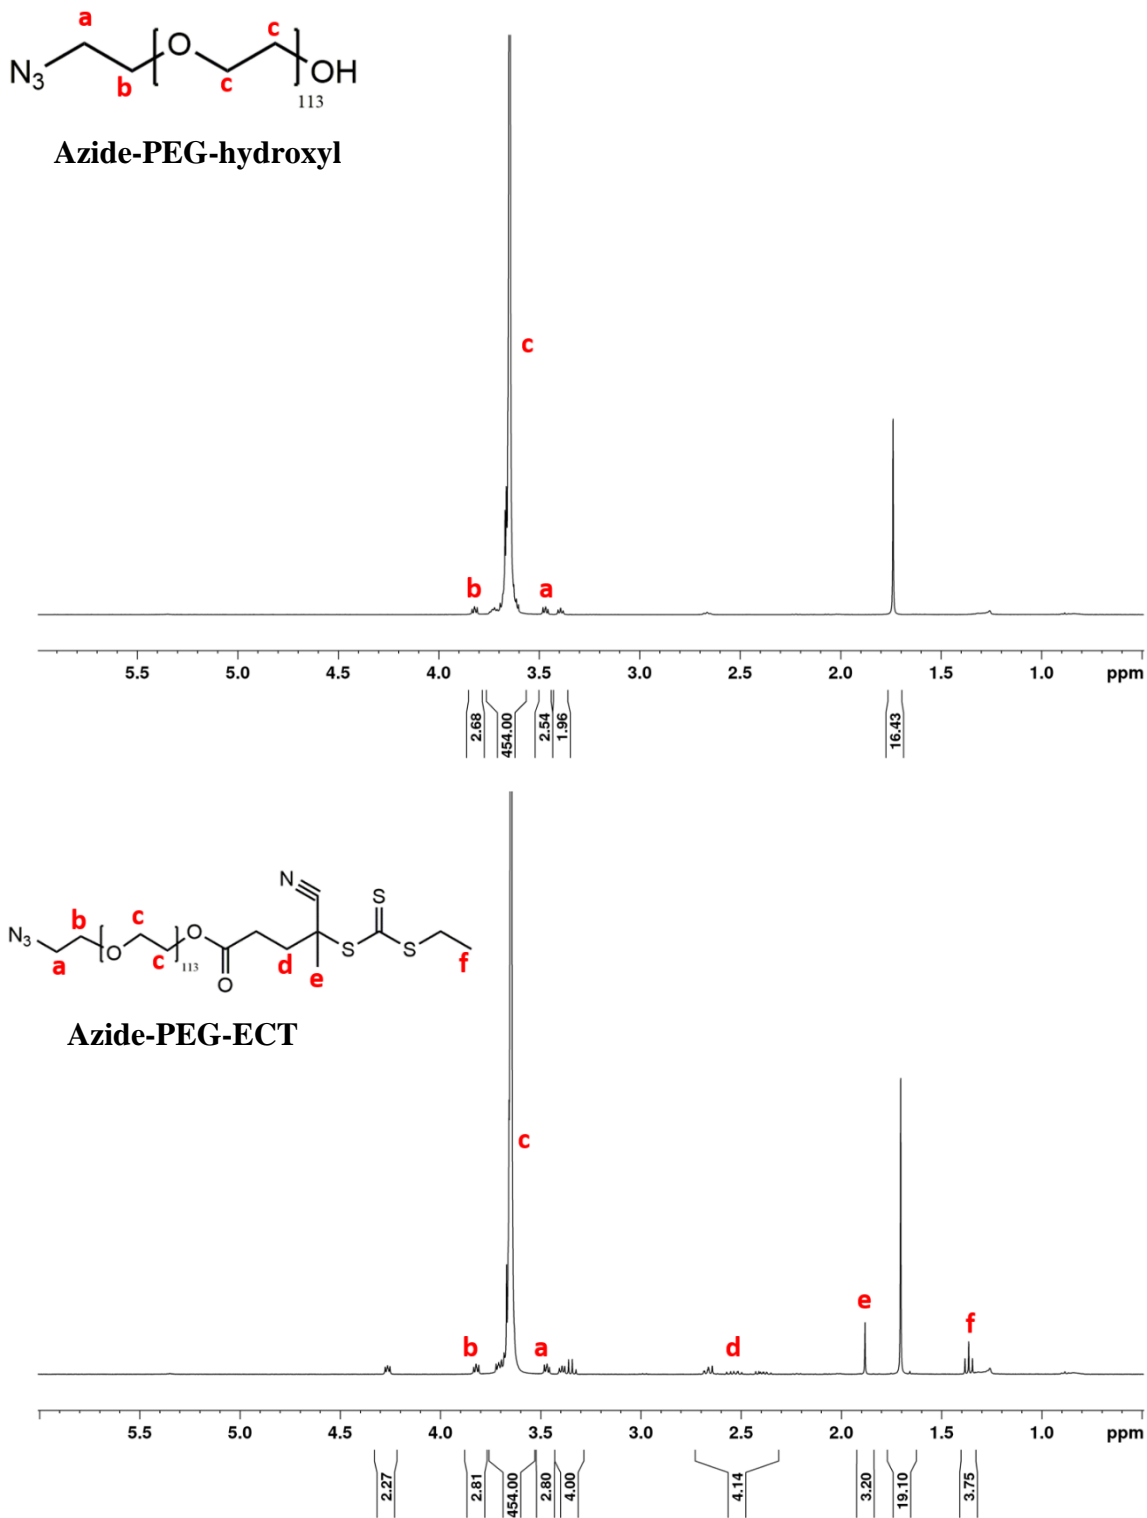 a
c
N₃
O
OH
b
c
113
Azide-PEG-hydroxyl
c
b
a
5.5 5.0 4.5 4.0 3.5 3.0 2.5 2.0 1.5 1.0 ppm
2.68
454.00
2.54
1.96
16.43
N
S
b
c
O
N₃
O
S
S
a
c
113
O
d
e
f
Azide-PEG-ECT
c
e
f
b
a
d
5.5 5.0 4.5 4.0 3.5 3.0 2.5 2.0 1.5 1.0 ppm
2.27
2.81
454.00
2.80
4.00
4.14
3.20
19.10
3.75